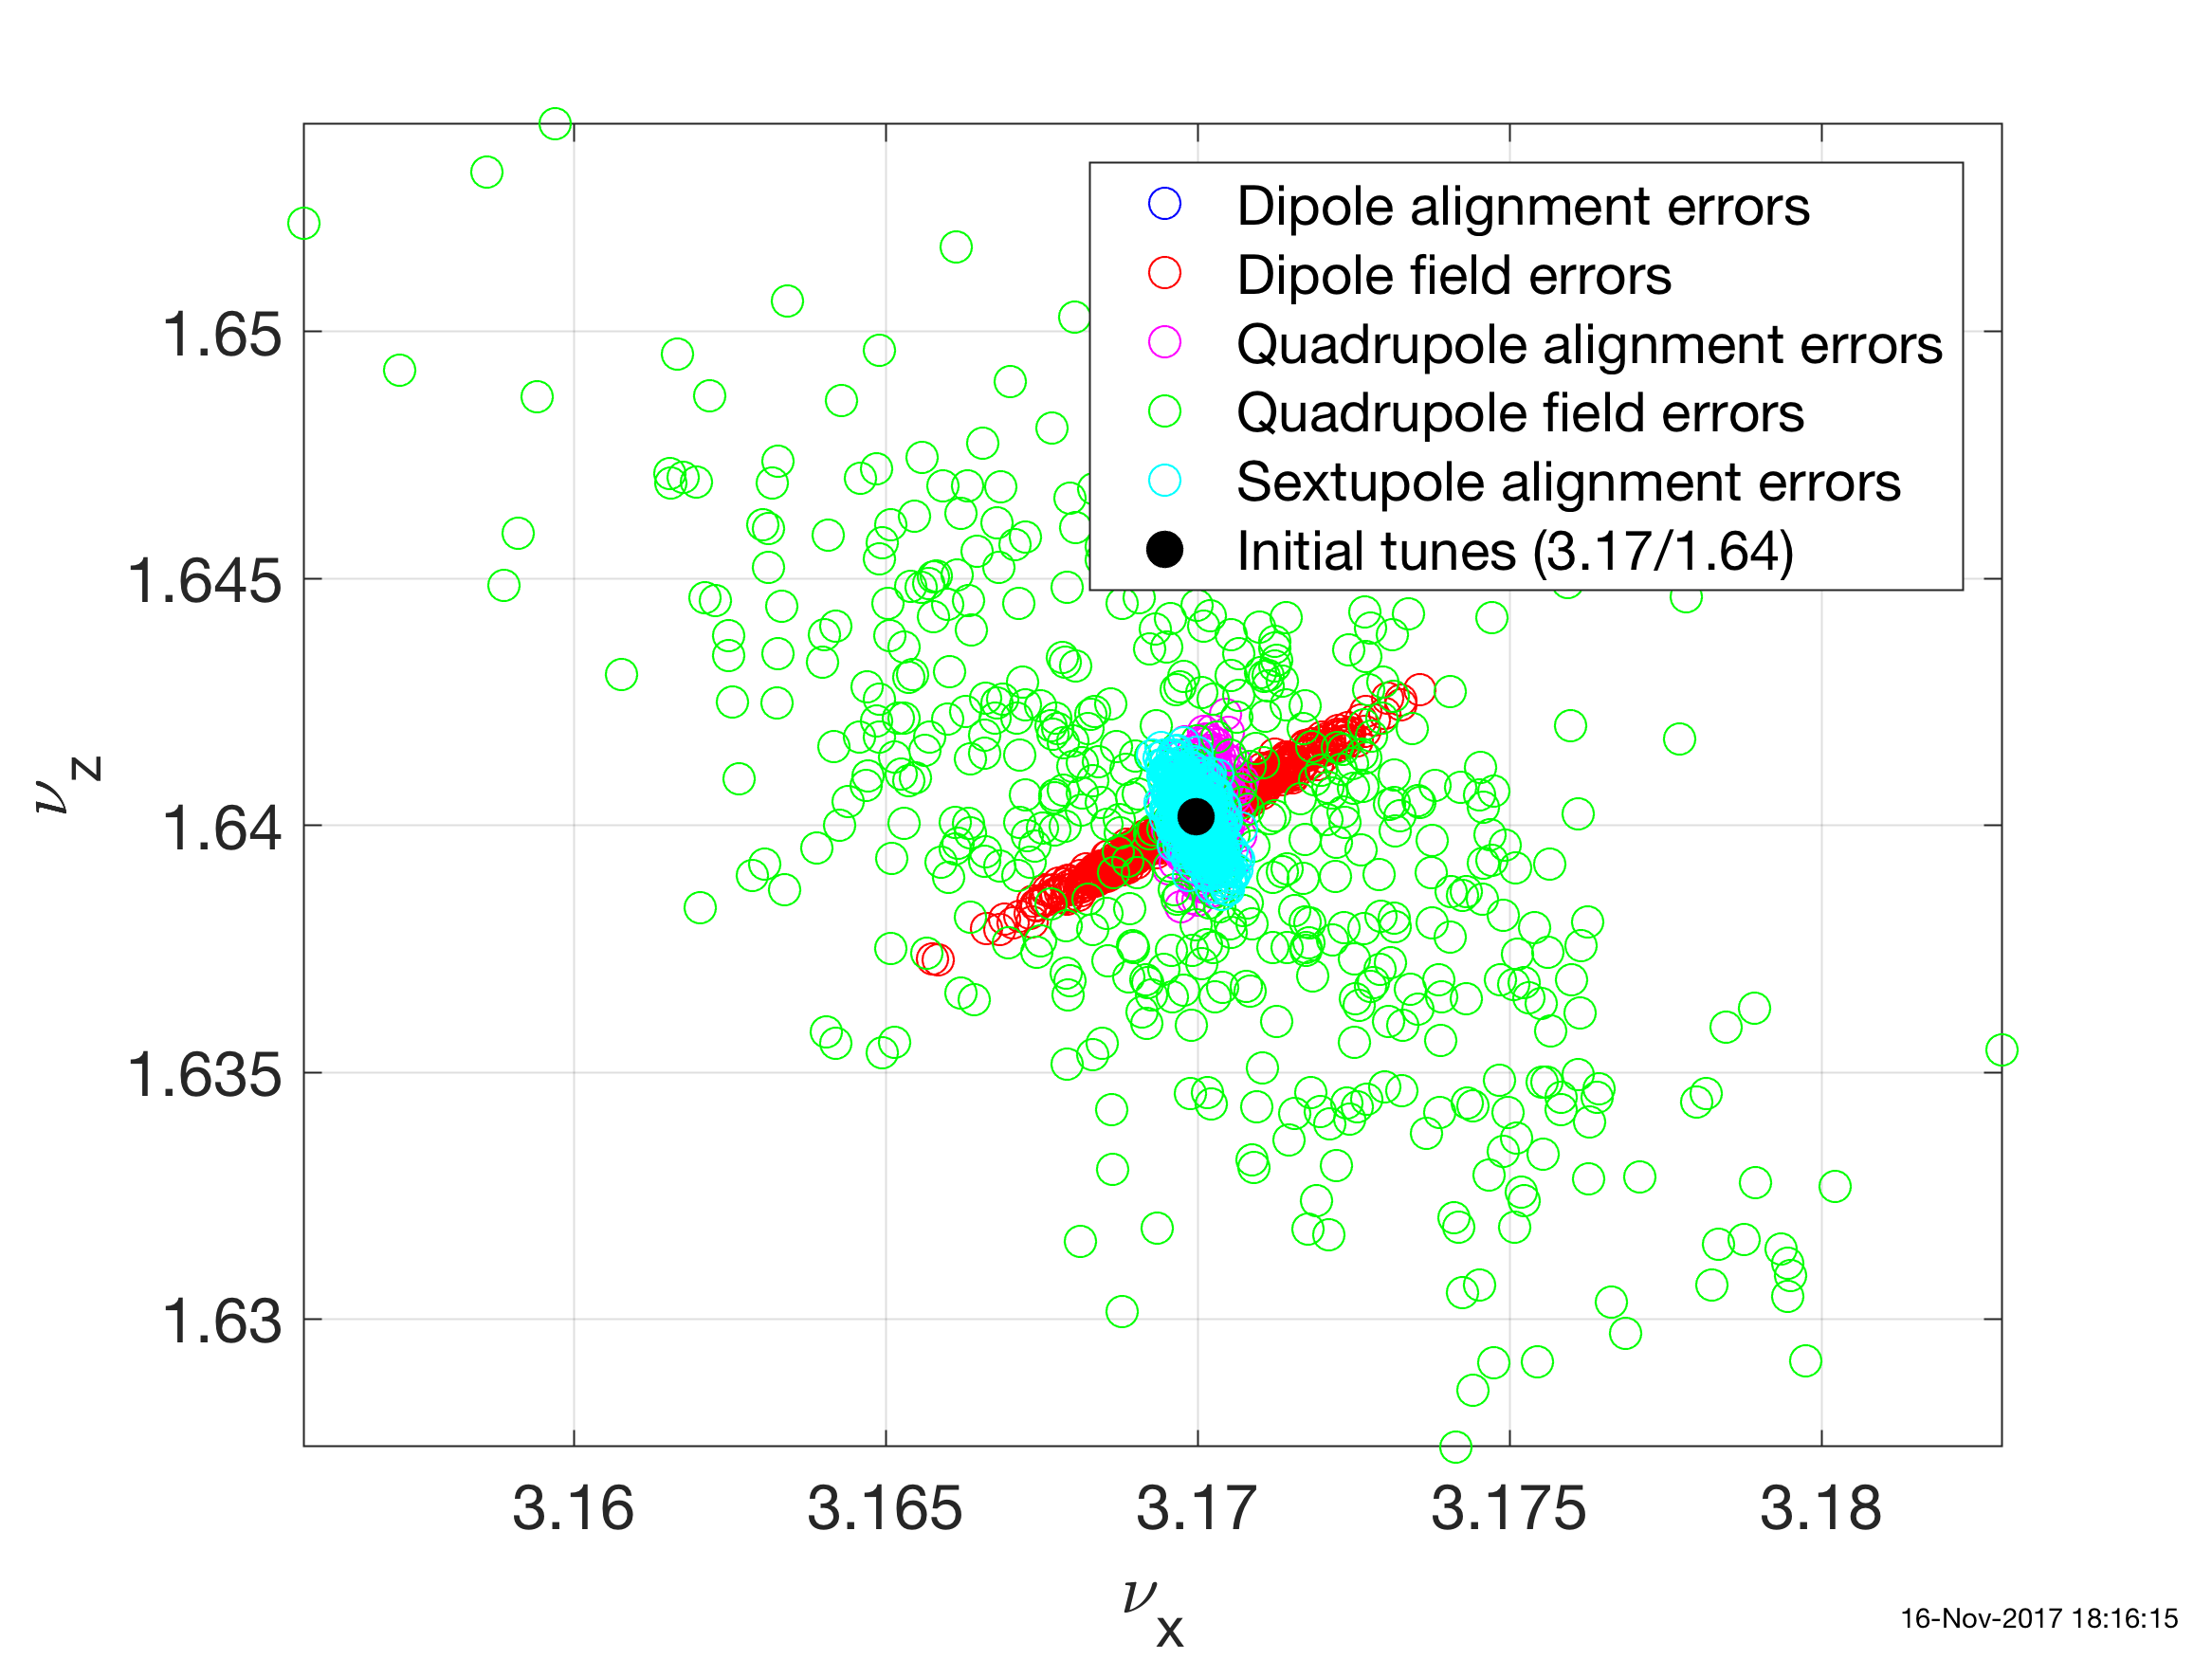 Dipole alignment errors
Dipole field errors
Quadrupole alignment errors
Quadrupole field errors
Sextupole alignment errors
Initial tunes (3.17/1.64)
1.65
1.645
1.64
1.635
1.63
ν z
3.16 3.165 3.17 3.175 3.18
ν x
16-Nov-2017 18:16:15